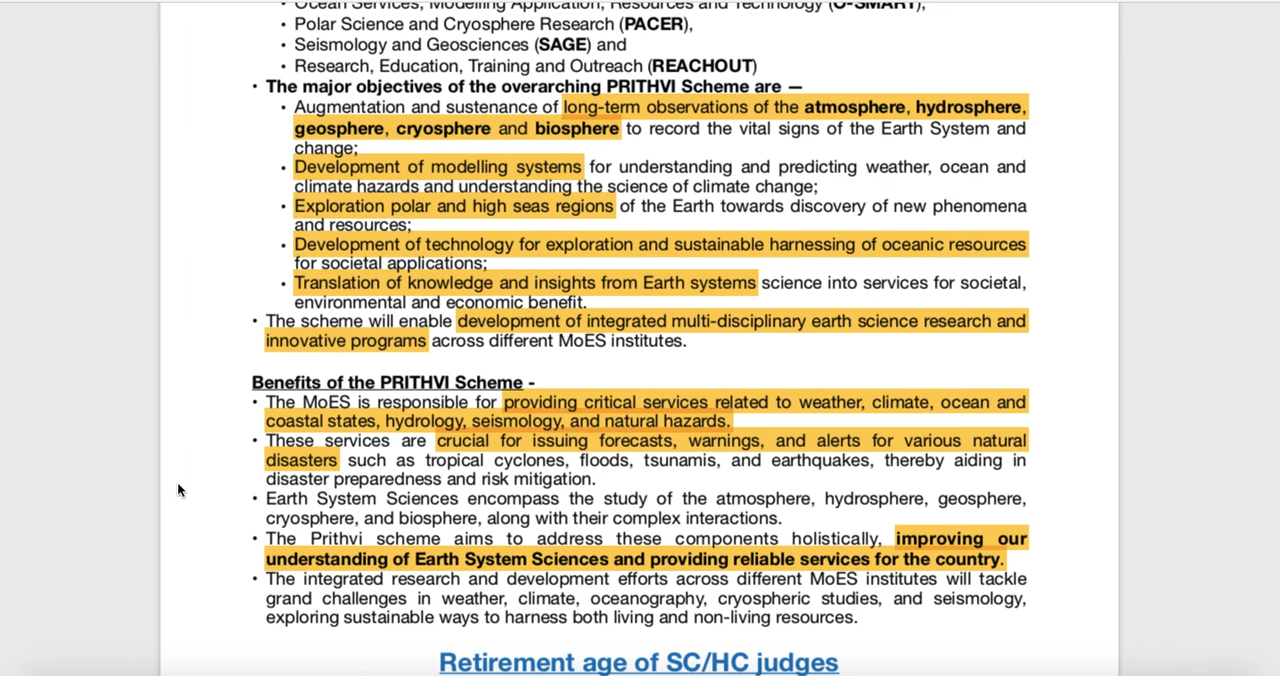 • Ocean Services, Modelling Application, Resources and Technology (O-SMART),
• Polar Science and Cryosphere Research (PACER),
• Seismology and Geosciences (SAGE) and
• Research, Education, Training and Outreach (REACHOUT)
• The major objectives of the overarching PRITHVI Scheme are —
• Augmentation and sustenance of long-term observations of the atmosphere, hydrosphere,
geosphere, cryosphere and biosphere to record the vital signs of the Earth System and
change;
• Development of modelling systems for understanding and predicting weather, ocean and
climate hazards and understanding the science of climate change;
• Exploration polar and high seas regions of the Earth towards discovery of new phenomena
and resources;
• Development of technology for exploration and sustainable harnessing of oceanic resources
for societal applications;
• Translation of knowledge and insights from Earth systems science into services for societal,
environmental and economic benefit.
• The scheme will enable development of integrated multi-disciplinary earth science research and
innovative programs across different MoES institutes.
Benefits of the PRITHVI Scheme -
• The MoES is responsible for providing critical services related to weather, climate, ocean and
coastal states, hydrology, seismology, and natural hazards.
• These services are crucial for issuing forecasts, warnings, and alerts for various natural
disasters such as tropical cyclones, floods, tsunamis, and earthquakes, thereby aiding in
disaster preparedness and risk mitigation.
• Earth System Sciences encompass the study of the atmosphere, hydrosphere, geosphere,
cryosphere, and biosphere, along with their complex interactions.
• The Prithvi scheme aims to address these components holistically, improving our
understanding of Earth System Sciences and providing reliable services for the country.
• The integrated research and development efforts across different MoES institutes will tackle
grand challenges in weather, climate, oceanography, cryospheric studies, and seismology,
exploring sustainable ways to harness both living and non-living resources.
Retirement age of SC/HC judges